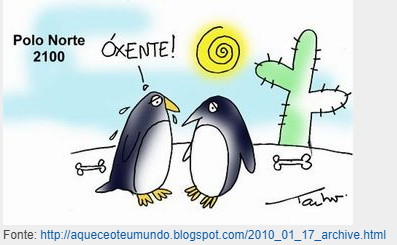 Polo Norte
2100
ÓXENTE!
Fonte: http://aqueceoteumundo.blogspot.com/2010_01_17_archive.html